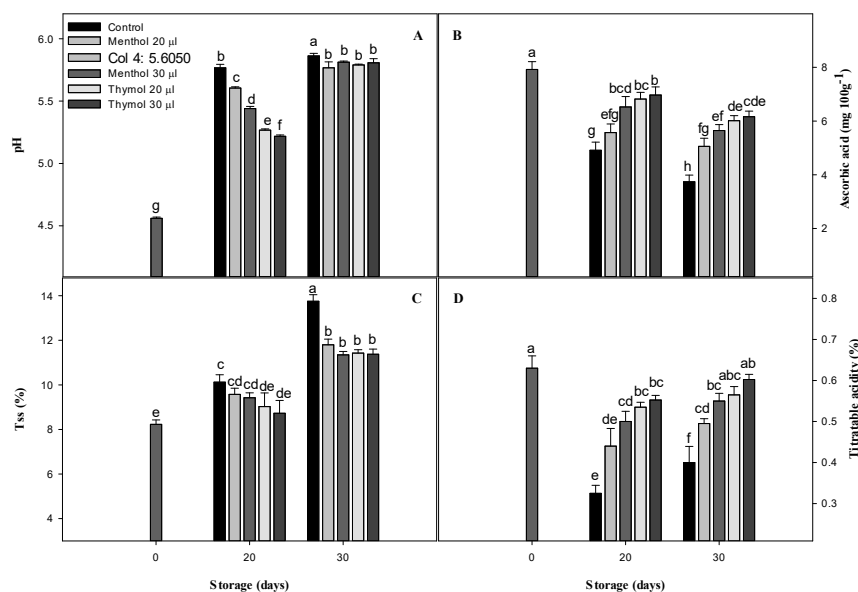 Control
Menthol 20 µl
Col 4: 5.6050
Menthol 30 µl
Thymol 20 µl
Thymol 30 µl
A
pH
6.0
5.5
5.0
4.5
g
b
c
d
e
f
a
b
b
b
b
B
Ascorbic acid (mg 100g-1)
8
6
4
2
a
g
efg
bcd
bc
b
h
fg
ef
de
cde
C
Tss (%)
14
12
10
8
6
4
e
c
cd
cd
de
de
a
b
b
b
b
0
20
30
Storage (days)
D
Titratable acidity (%)
0.8
0.7
0.6
0.5
0.4
0.3
a
e
de
cd
bc
bc
f
cd
bc
abc
ab
0
20
30
Storage (days)